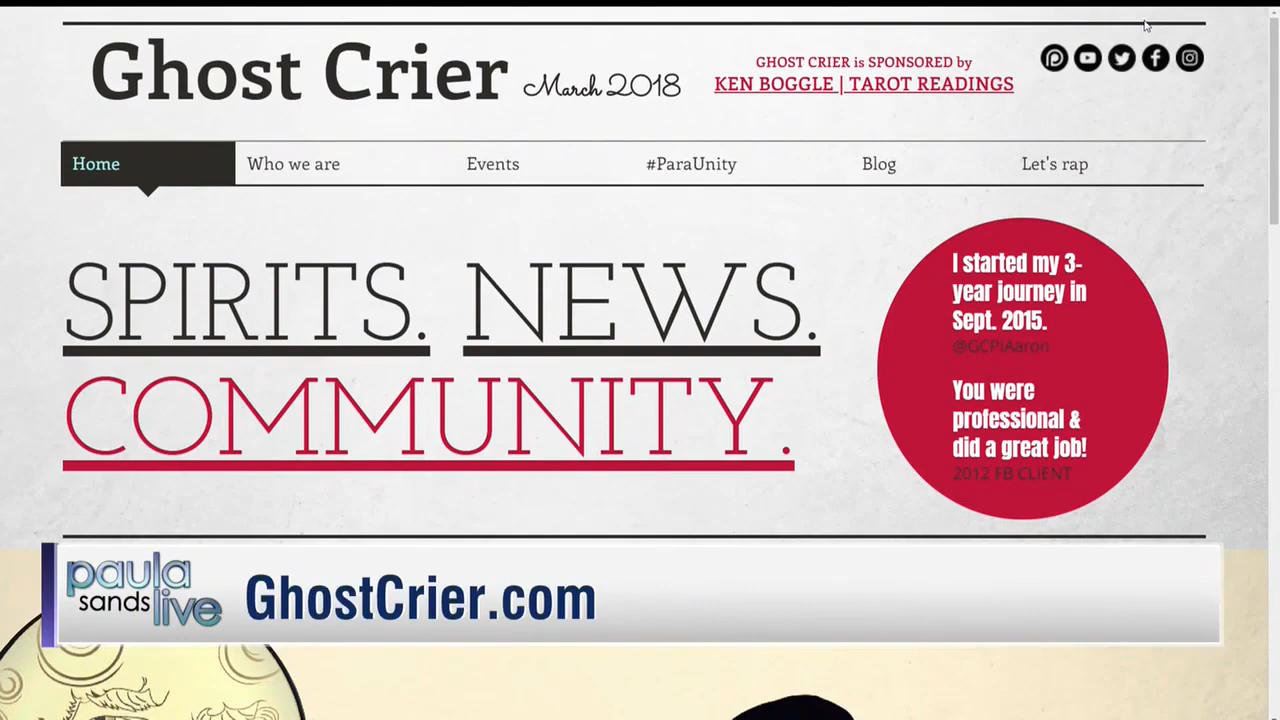 Ghost Crier
March 2018
GHOST CRIER is SPONSORED by
KEN BOGGLE | TAROT READINGS
Home
Who we are
Events
#ParaUnity
Blog
Let's rap
SPIRITS. NEWS.
COMMUNITY.
I started my 3-
year journey in
Sept. 2015.
@GCPIAaron
You were
professional &
did a great job!
2012 FB CLIENT
paula
sands live
GhostCrier.com